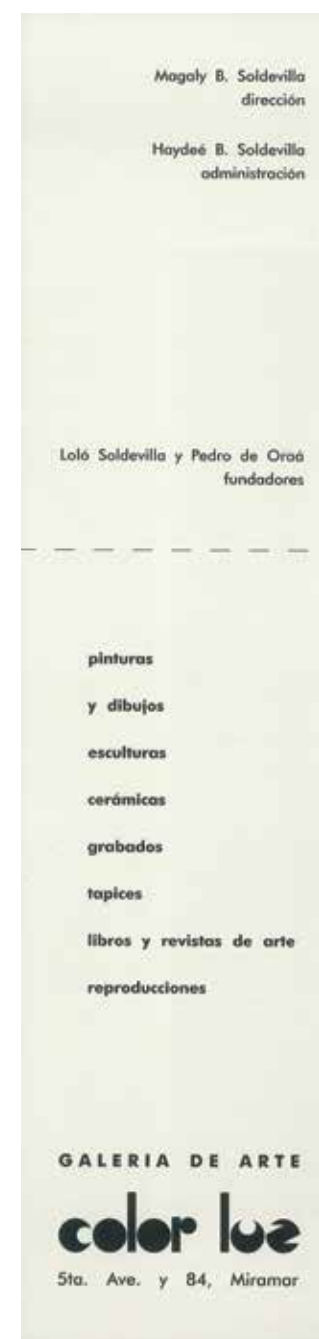 Magaly B. Soldevilla
dirección
Haydeé B. Soldevilla
administración
Loló Soldevilla y Pedro de Oraá
fundadores
pinturas
y dibujos
esculturas
cerámicas
grabados
tapices
libros y revistas de arte
reproducciones
GALERIA DE ARTE
color luz
5ta. Ave. y 84, Miramar